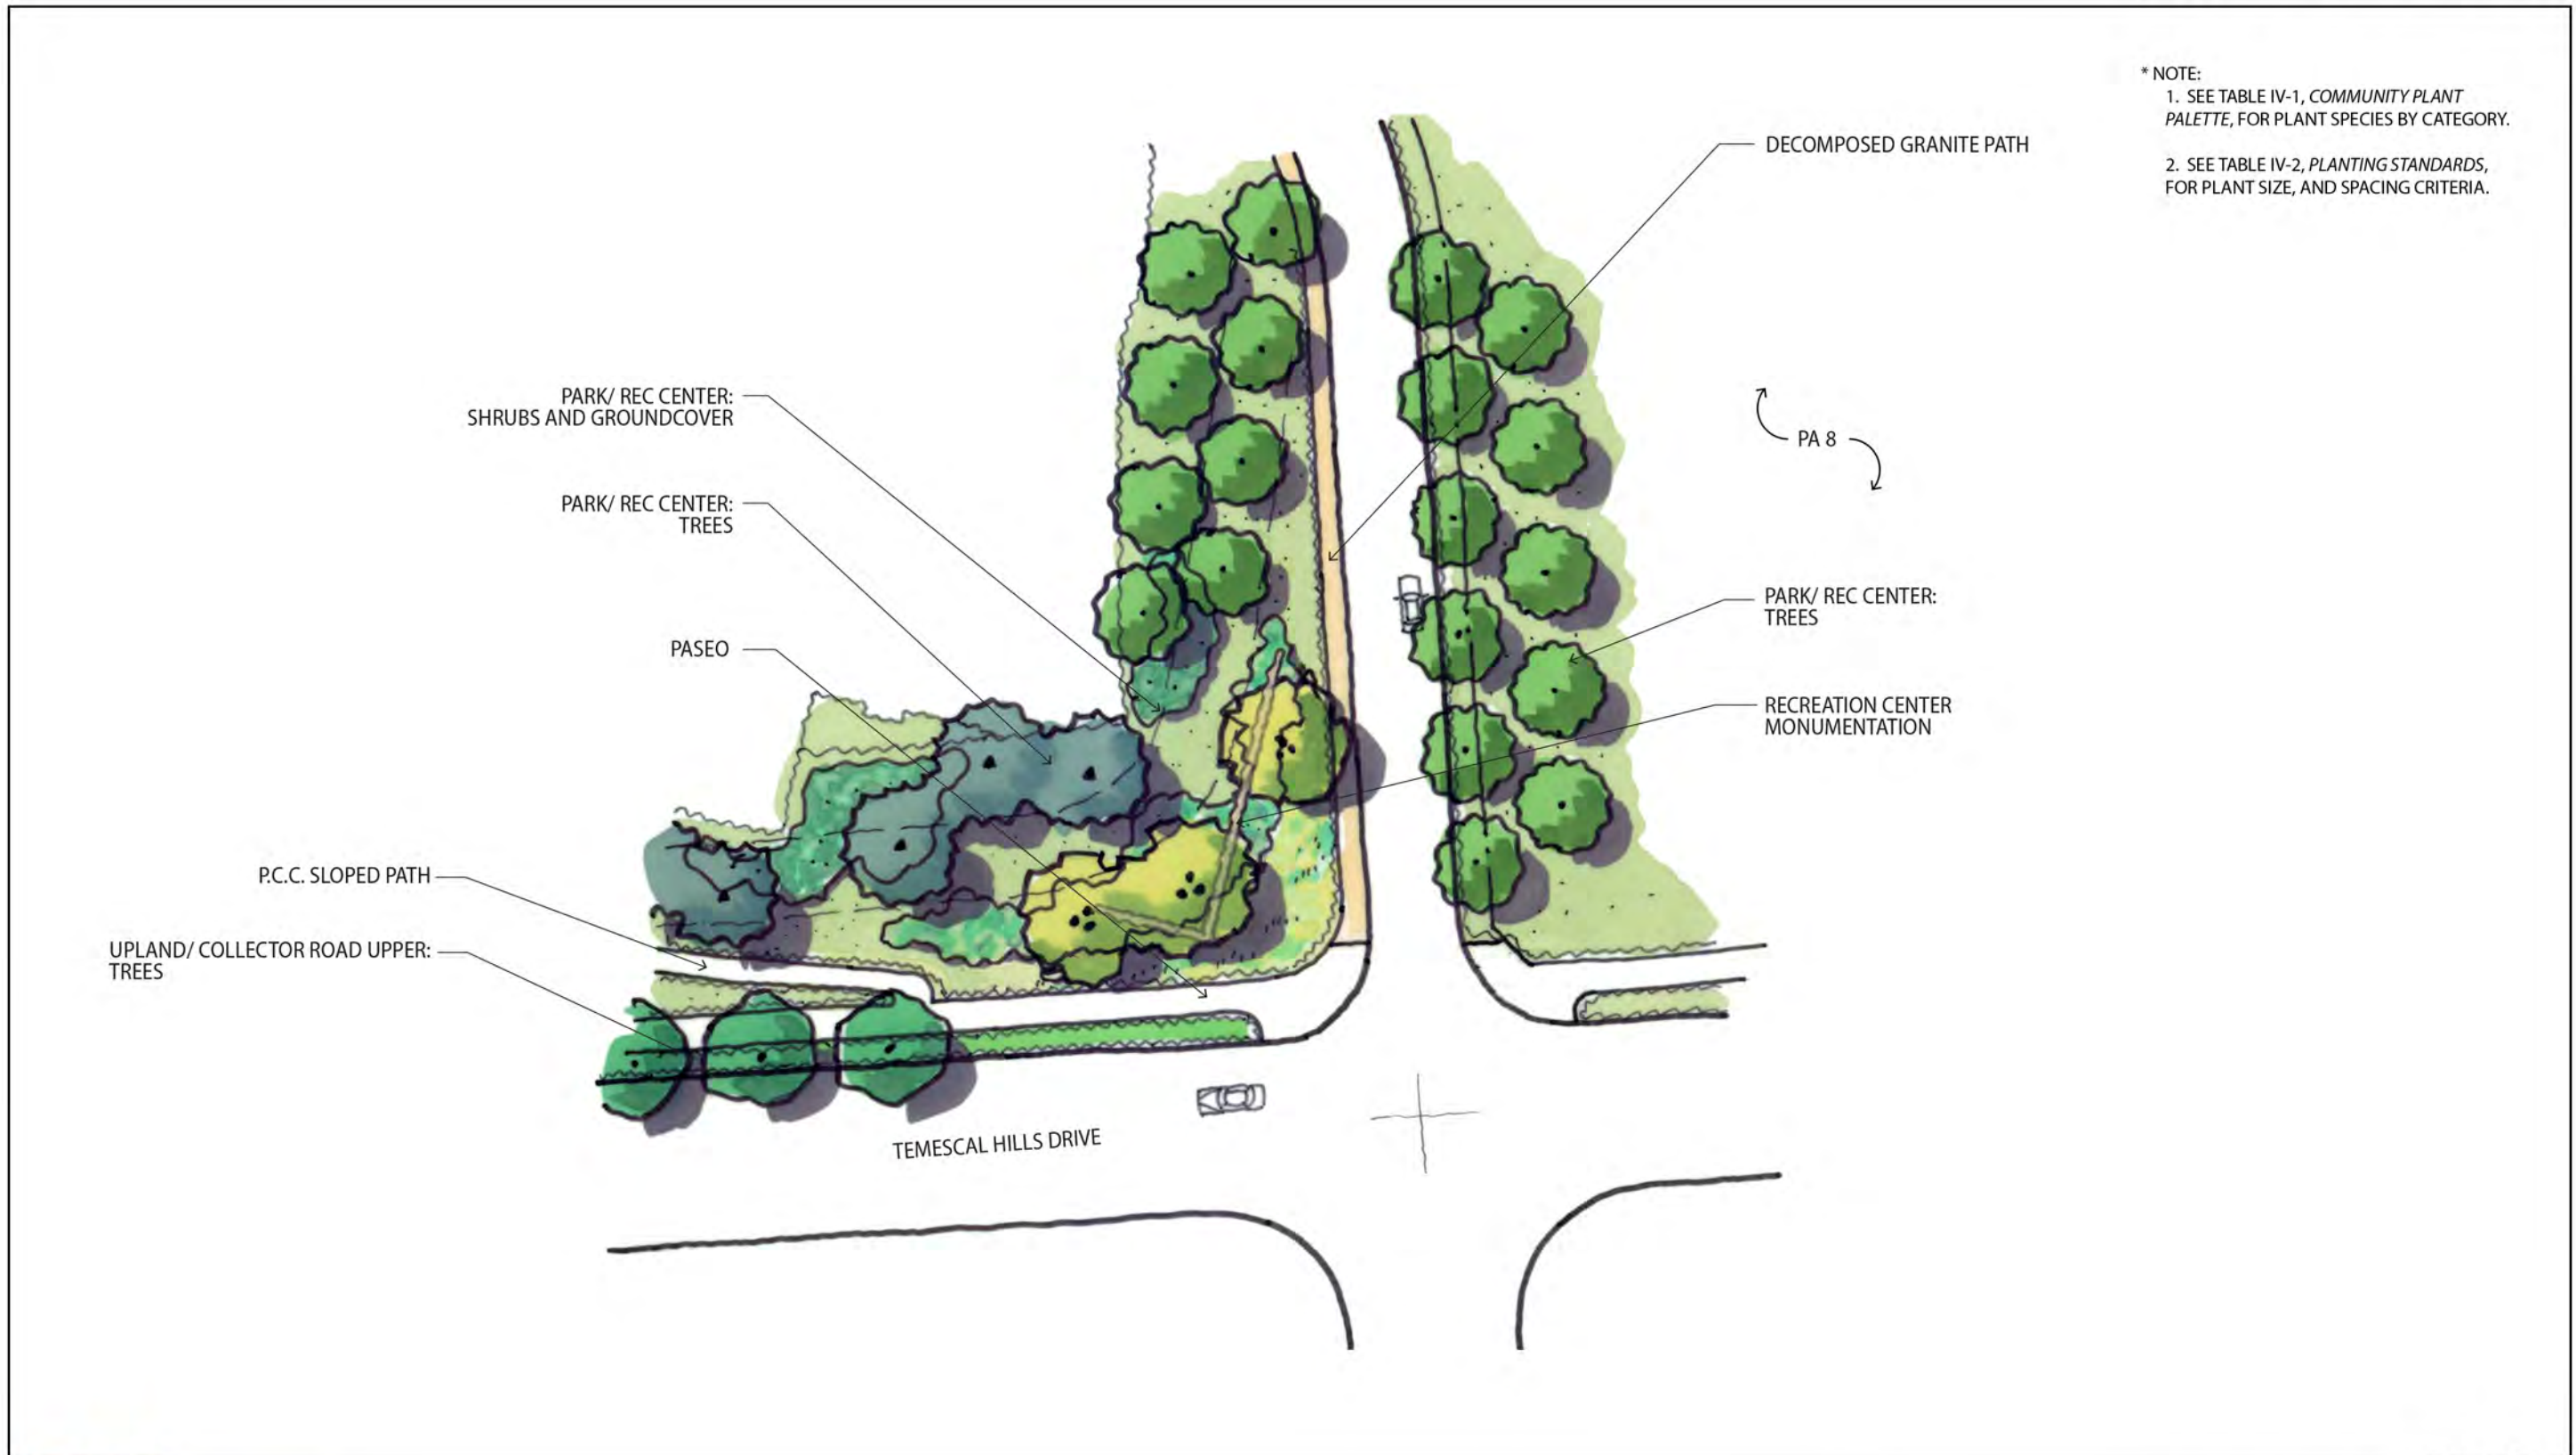 * NOTE:
1. SEE TABLE IV-1, COMMUNITY PLANT
PALETTE, FOR PLANT SPECIES BY CATEGORY.
2. SEE TABLE IV-2, PLANTING STANDARDS,
FOR PLANT SIZE, AND SPACING CRITERIA.
DECOMPOSED GRANITE PATH
PARK/ REC CENTER:
SHRUBS AND GROUNDCOVER
PA 8
PARK/ REC CENTER:
TREES
PARK/ REC CENTER:
TREES
PASEO
RECREATION CENTER
MONUMENTATION
P.C.C. SLOPED PATH
UPLAND/ COLLECTOR ROAD UPPER:
TREES
TEMESCAL HILLS DRIVE